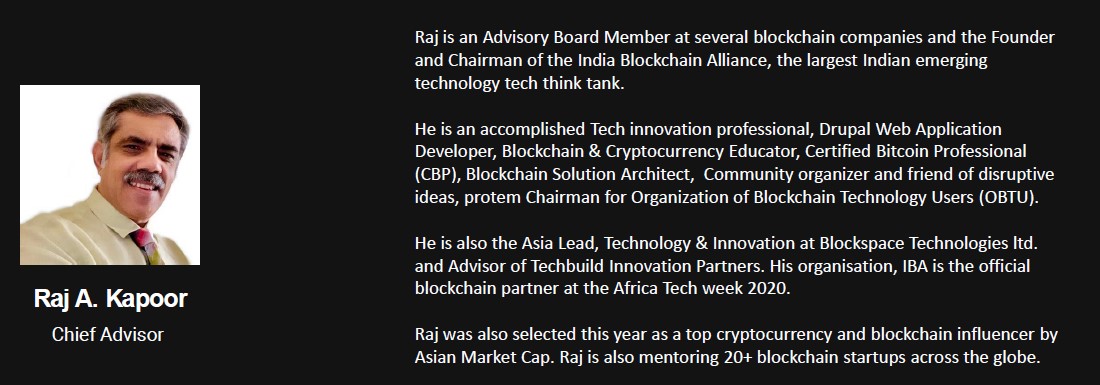 Raj is an Advisory Board Member at several blockchain companies and the Founder
and Chairman of the India Blockchain Alliance, the largest Indian emerging
technology tech think tank.
He is an accomplished Tech innovation professional, Drupal Web Application
Developer, Blockchain & Cryptocurrency Educator, Certified Bitcoin Professional
(CBP), Blockchain Solution Architect,  Community organizer and friend of disruptive
ideas, protem Chairman for Organization of Blockchain Technology Users (OBTU).
He is also the Asia Lead, Technology & Innovation at Blockspace Technologies ltd.
and Advisor of Techbuild Innovation Partners. His organisation, IBA is the official
blockchain partner at the Africa Tech week 2020.
Raj was also selected this year as a top cryptocurrency and blockchain influencer by
Asian Market Cap. Raj is also mentoring 20+ blockchain startups across the globe.
Raj A. Kapoor
Chief Advisor